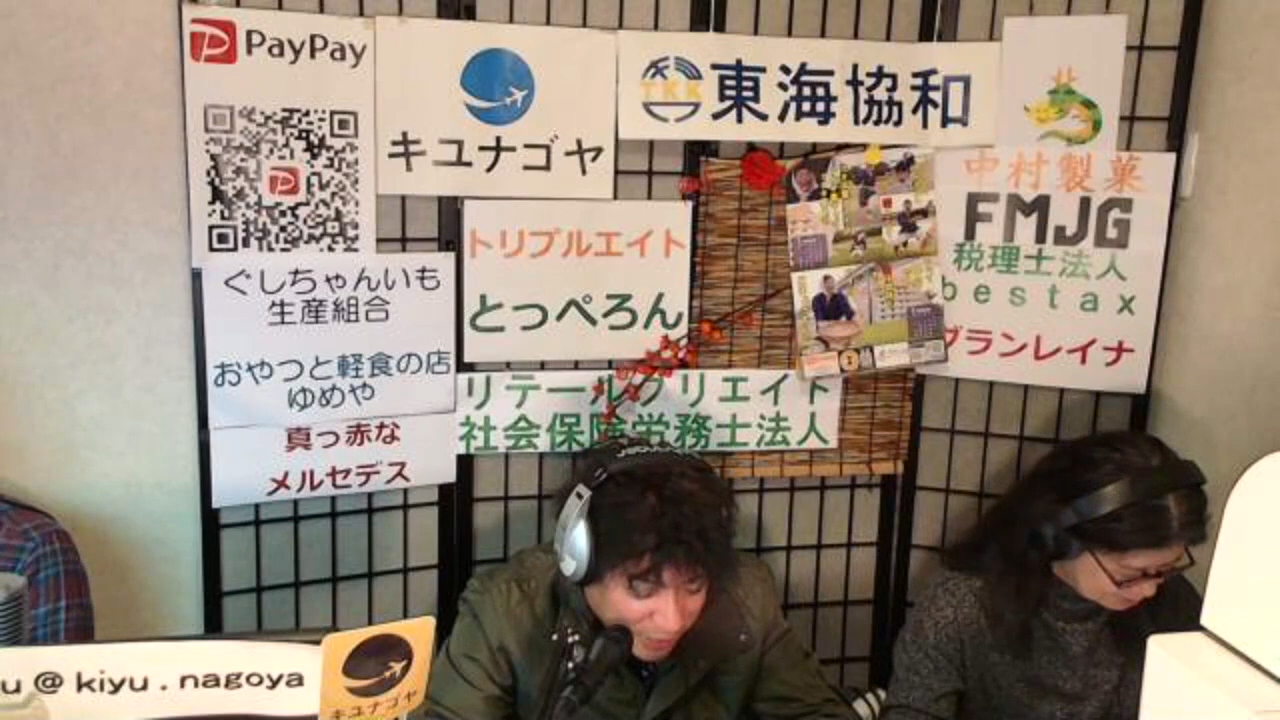 PayPay
キユナゴヤ
TKK 東海協和
中村製菓
FMJG
税理士法人
bestax
グランレイナ
トリプルエイト
とっぺろん
ぐしちゃんいも
生産組合
おやつと軽食の店
ゆめや
真っ赤な
メルセデス
リテールクリエイト
社会保険労務士法人
u@kiyu.nagoya
キユナゴヤ